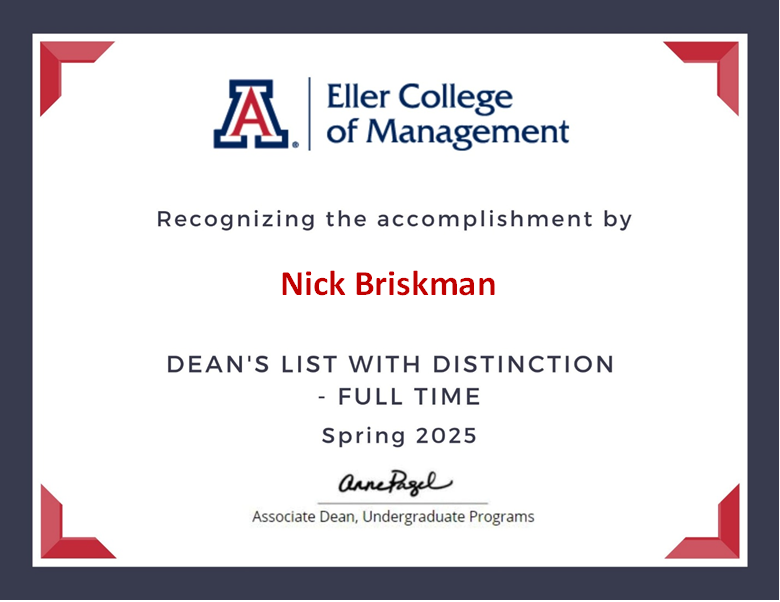 A
Eller College
of Management
Recognizing the accomplishment by
Nick Briskman
DEAN'S LIST WITH DISTINCTION
- FULL TIME
Spring 2025
Anne Pagel
Associate Dean, Undergraduate Programs